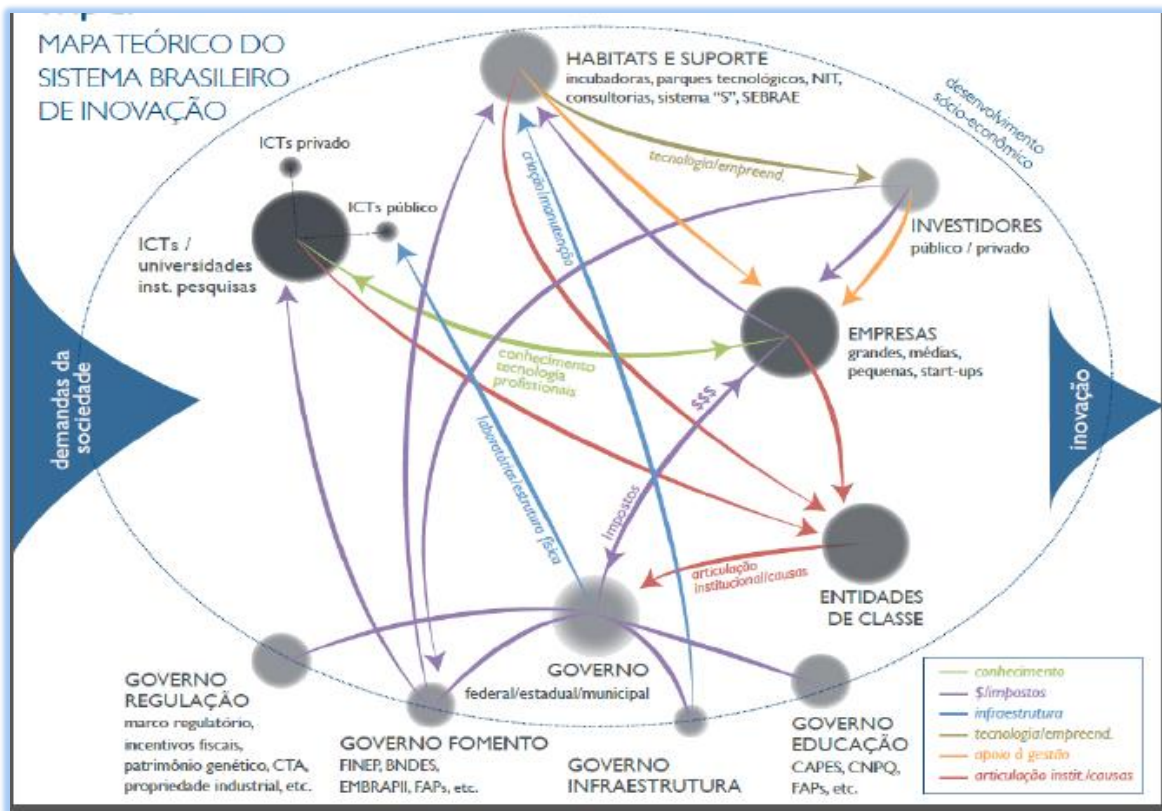 MAPA TEÓRICO DO
SISTEMA BRASILEIRO
DE INOVAÇÃO
HABITATS E SUPORTE
incubadoras, parques tecnológicos, NIT,
consultorias, sistema "S", SEBRAE
desenvolvimento
sócio-econômico
ICTs privado
ICTs público
ICTs /
universidades
inst. pesquisas
tecnologia/empreend.
criação/manutenção
INVESTIDORES
público / privado
EMPRESAS
grandes, médias,
pequenas, start-ups
demandas da
sociedade
conhecimento
tecnologia
profissionais
laboratórios/estrutura física
$$$
Impostos
inovação
articulação
institucional/causas
ENTIDADES
DE CLASSE
GOVERNO
federal/estadual/municipal
GOVERNO
REGULAÇÃO
marco regulatório,
incentivos fiscais,
patrimônio genético, CTA,
propriedade industrial, etc.
GOVERNO FOMENTO
FINEP, BNDES,
EMBRAPII, FAPs, etc.
GOVERNO
INFRAESTRUTURA
GOVERNO
EDUCAÇÃO
CAPES, CNPQ,
FAPs, etc.
conhecimento
$/impostos
infraestrutura
tecnologia/empreend.
apoio à gestão
articulação instit./causas